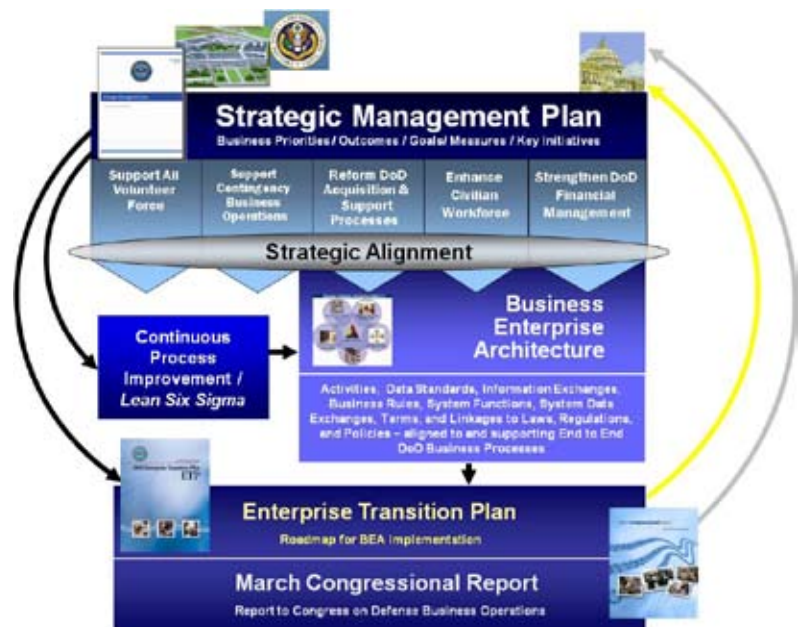 Strategic Management Plan
Business Priorities / Outcomes / Goals/ Measures / Key Initiatives
Support All
Volunteer
Force
Support
Contingency
Business
Operations
Reform DoD
Acquisition &
Support
Processes
Enhance
Civilian
Workforce
Strengthen DoD
Financial
Management
Strategic Alignment
Business
Enterprise
Architecture
Continuous
Process
Improvement /
Lean Six Sigma
Activities, Data Standards, Information Exchanges,
Business Rules, System Functions, System Data
Exchanges, Terms, and Linkages to Laws, Regulations,
and Policies – aligned to and supporting End to End
DoD Business Processes
Enterprise Transition Plan
ETP
Enterprise Transition Plan
Roadmap for BEA Implementation
March Congressional Report
Report to Congress on Defense Business Operations